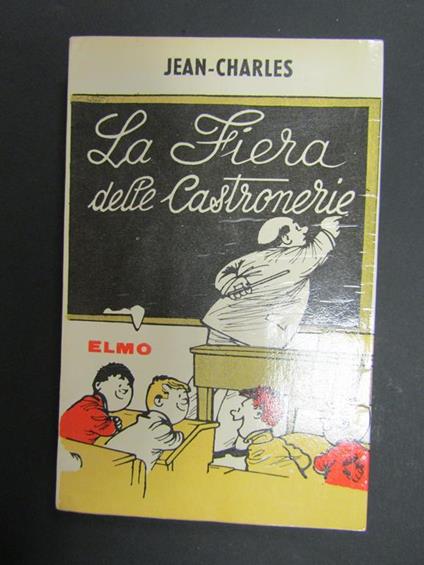 JEAN-CHARLES
La Fiera
delle Castronerie
ELMO